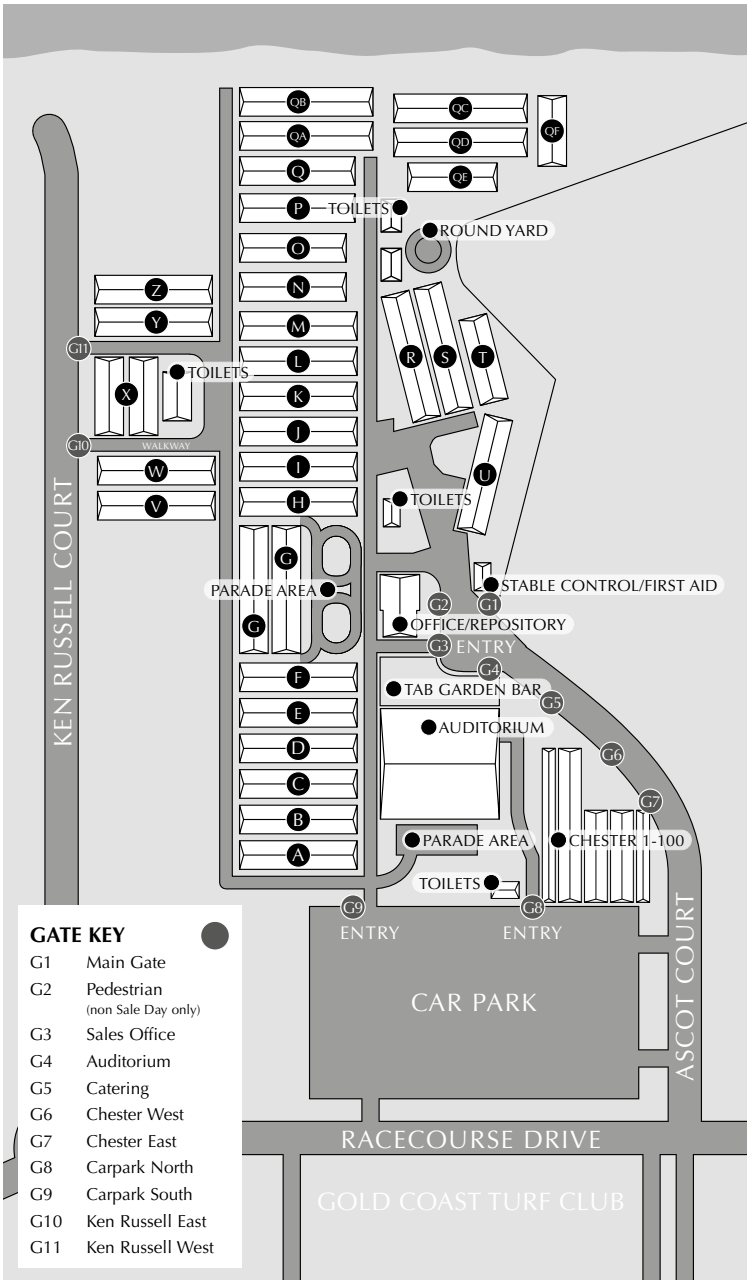 QB
QC
QF
QA
QD
Q
QE
P
TOILETS
ROUND YARD
O
N
Z
Y
M
G11
R
S
T
L
TOILETS
X
K
J
G10
WALKWAY
I
W
U
H
TOILETS
V
KEN RUSSELL COURT
G
PARADE AREA
STABLE CONTROL/FIRST AID
G2
G1
G
OFFICE/REPOSITORY
G3
ENTRY
G4
F
TAB GARDEN BAR
G5
E
AUDITORIUM
D
G6
C
G7
B
PARADE AREA
CHESTER 1-100
A
TOILETS
G9
G8
ENTRY
ENTRY
CAR PARK
ASCOT COURT
RACECOURSE DRIVE
GOLD COAST TURF CLUB
GATE KEY
G1 Main Gate
G2 Pedestrian
(non Sale Day only)
G3 Sales Office
G4 Auditorium
G5 Catering
G6 Chester West
G7 Chester East
G8 Carpark North
G9 Carpark South
G10 Ken Russell East
G11 Ken Russell West